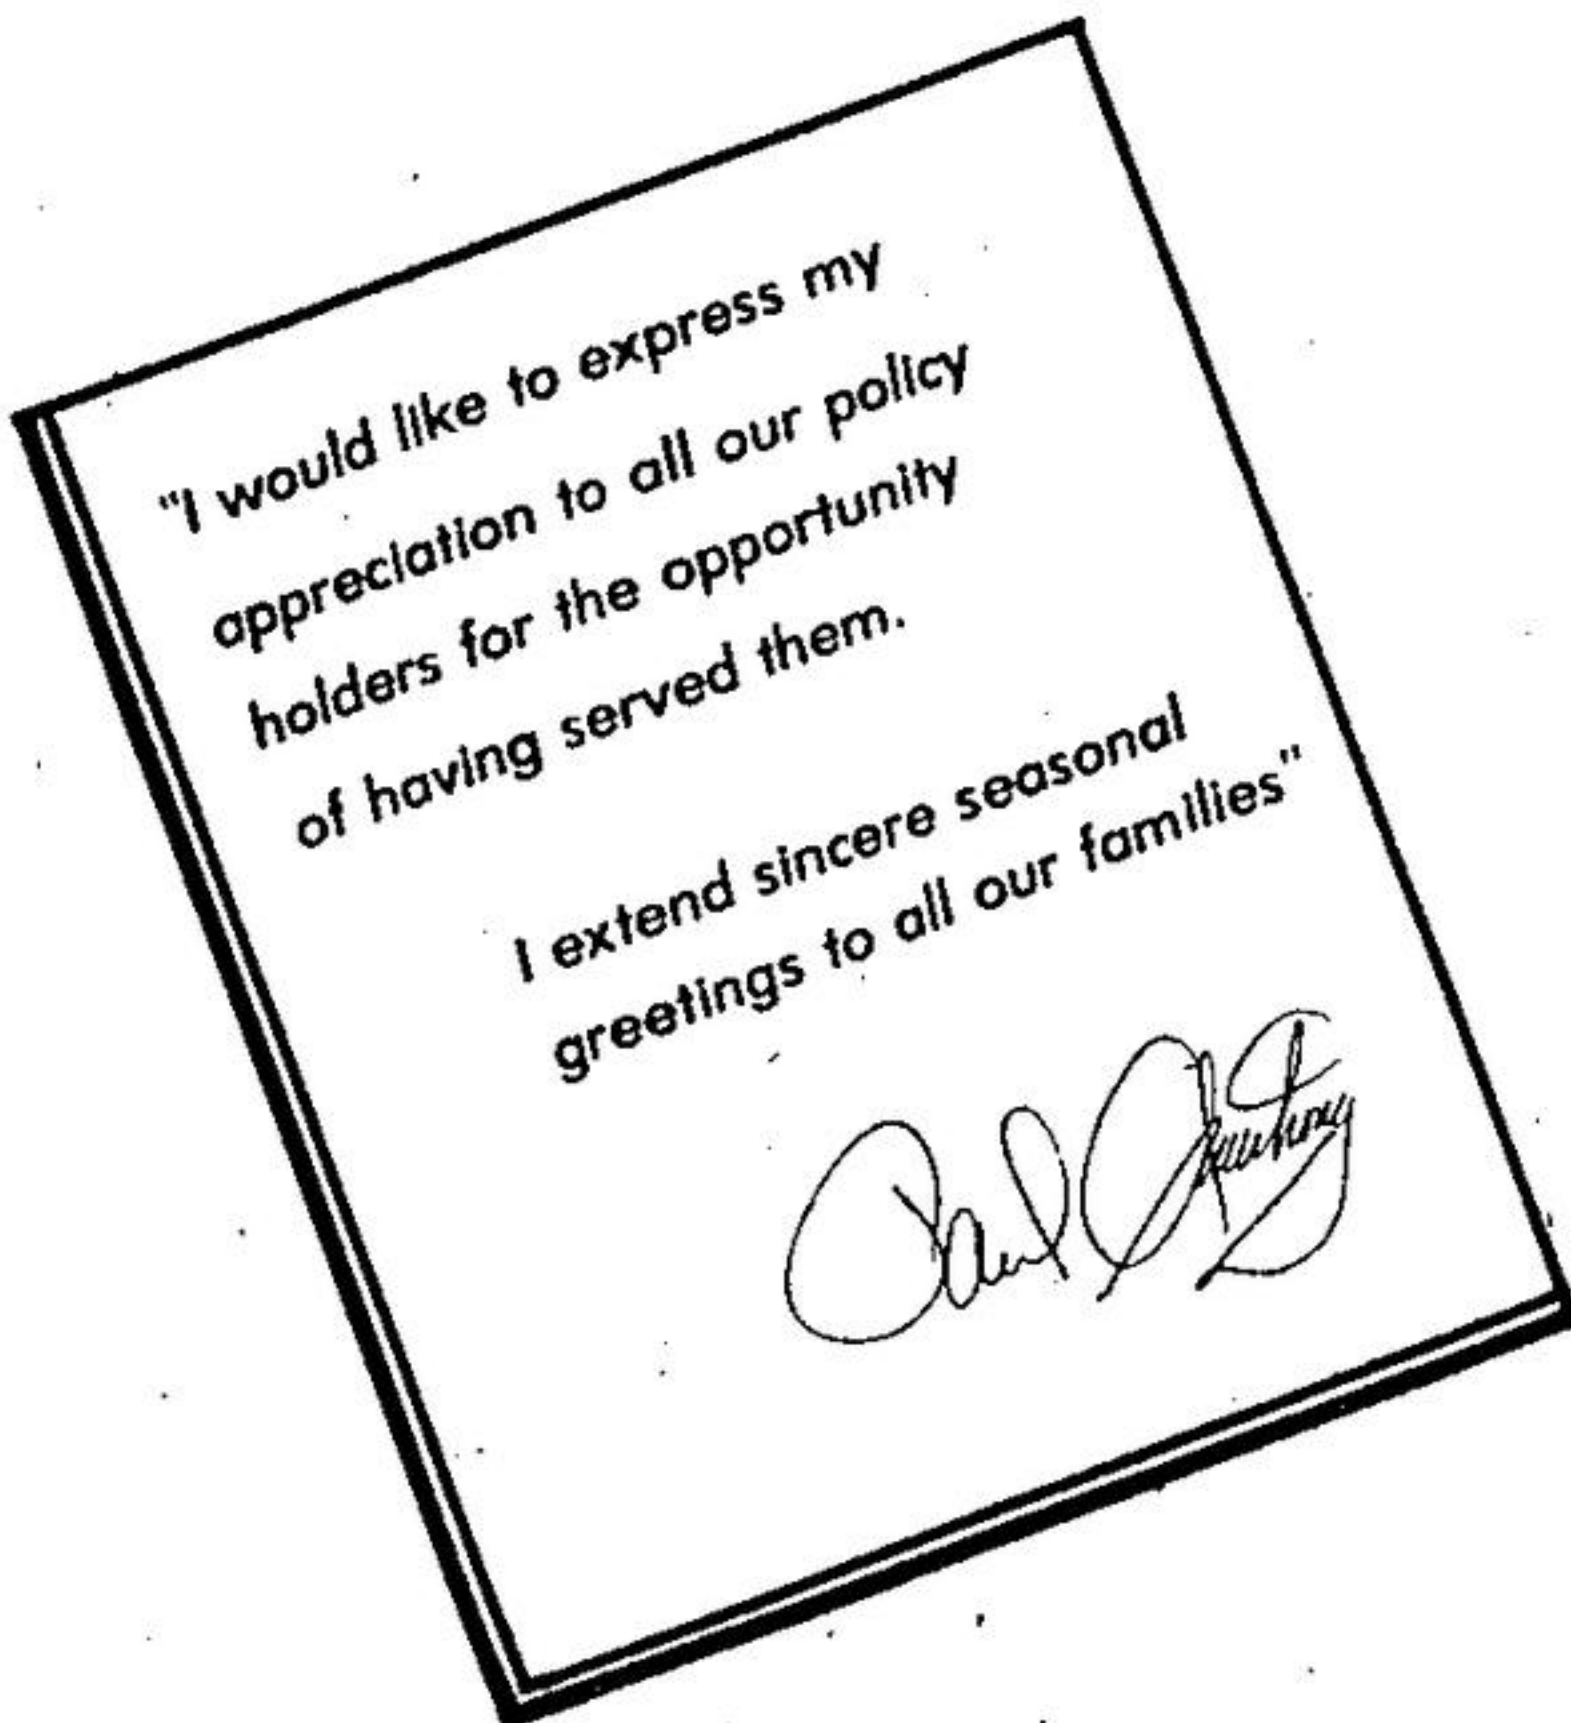 "I would like to express my
appreciation to all our policy
holders for the opportunity
of having served them.
I extend sincere seasonal
greetings to all our families"
Paul